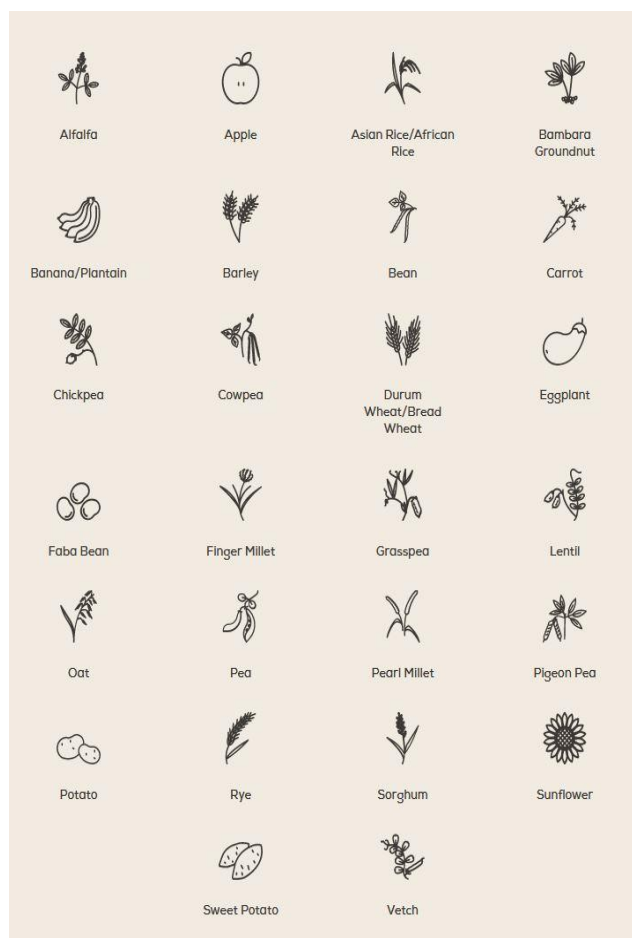 Alfalfa
Apple
Asian Rice/African
Rice
Bambara
Groundnut
Banana/Plantain
Barley
Bean
Carrot
Chickpea
Cowpea
Durum
Wheat/Bread
Wheat
Eggplant
Faba Bean
Finger Millet
Grasspea
Lentil
Oat
Pea
Pearl Millet
Pigeon Pea
Potato
Rye
Sorghum
Sunflower
Sweet Potato
Vetch